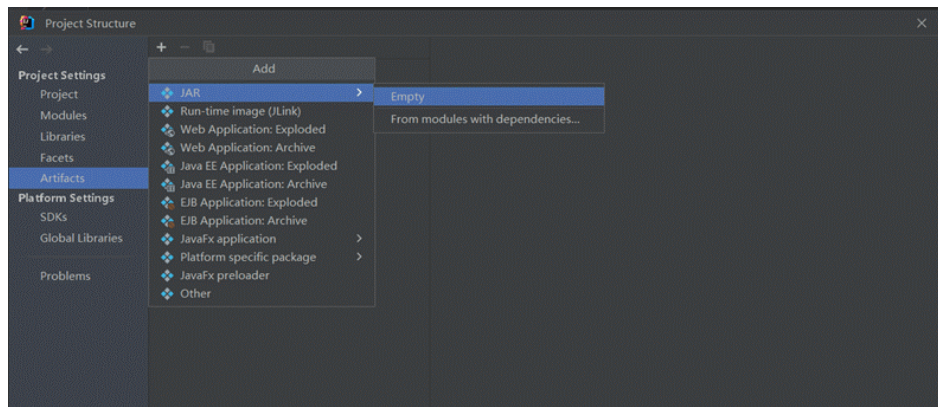 Project Structure
Project Settings
Project
Modules
Libraries
Facets
Artifacts
Platform Settings
SDKs
Global Libraries
Problems
Add
JAR
Run-time image (JLink)
Web Application: Exploded
Web Application: Archive
Java EE Application: Exploded
Java EE Application: Archive
EJB Application: Exploded
EJB Application: Archive
JavaFx application
Platform specific package
JavaFx preloader
Other
Empty
From modules with dependencies...